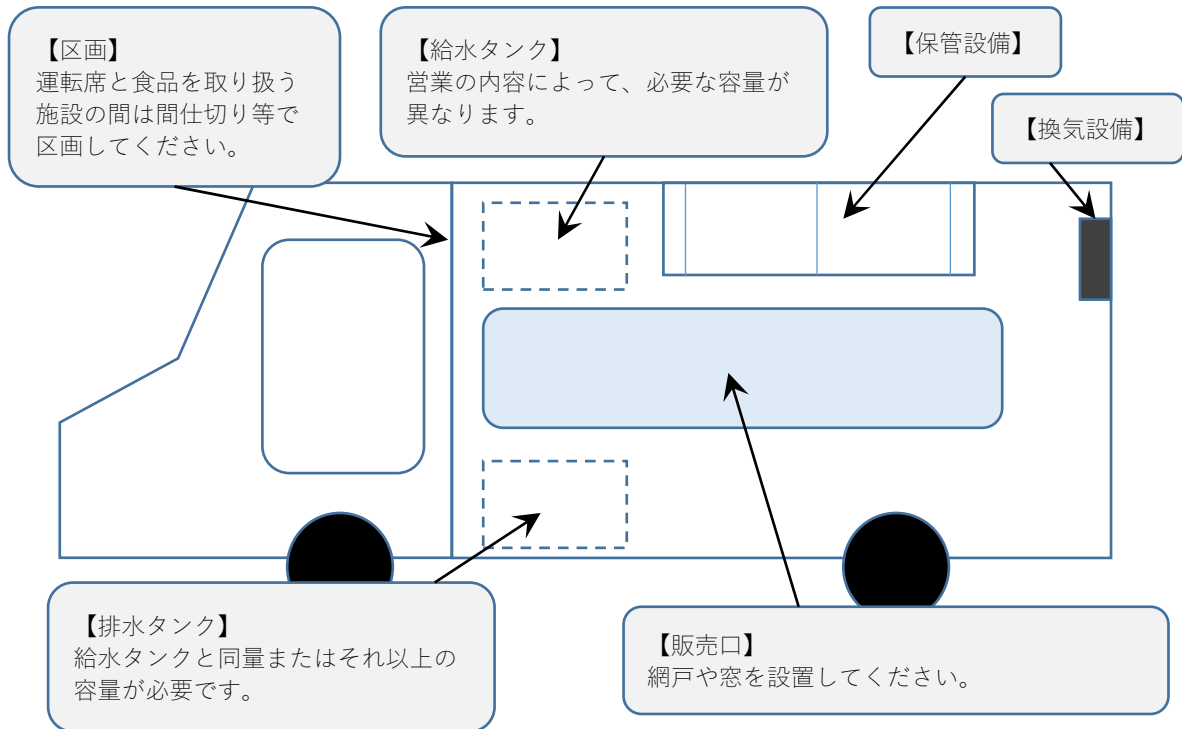 【区画】
運転席と食品を取り扱う
施設の間は間仕切り等で
区画してください。
【給水タンク】
営業の内容によって、必要な容量が
異なります。
【保管設備】
【換気設備】
【排水タンク】
給水タンクと同量またはそれ以上の
容量が必要です。
【販売口】
網戸や窓を設置してください。